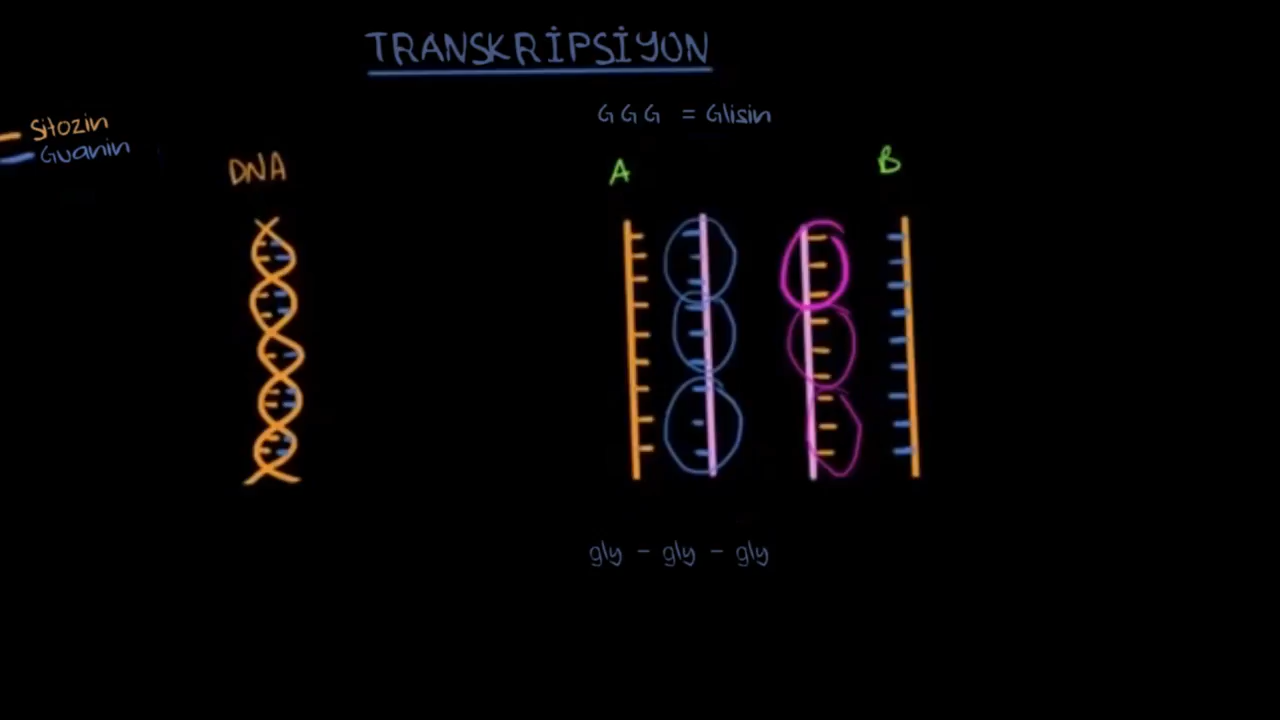 TRANSKRİPSİYON
GGG = Glisin
Sitozin
Guanin
DNA
A
B
gly - gly - gly